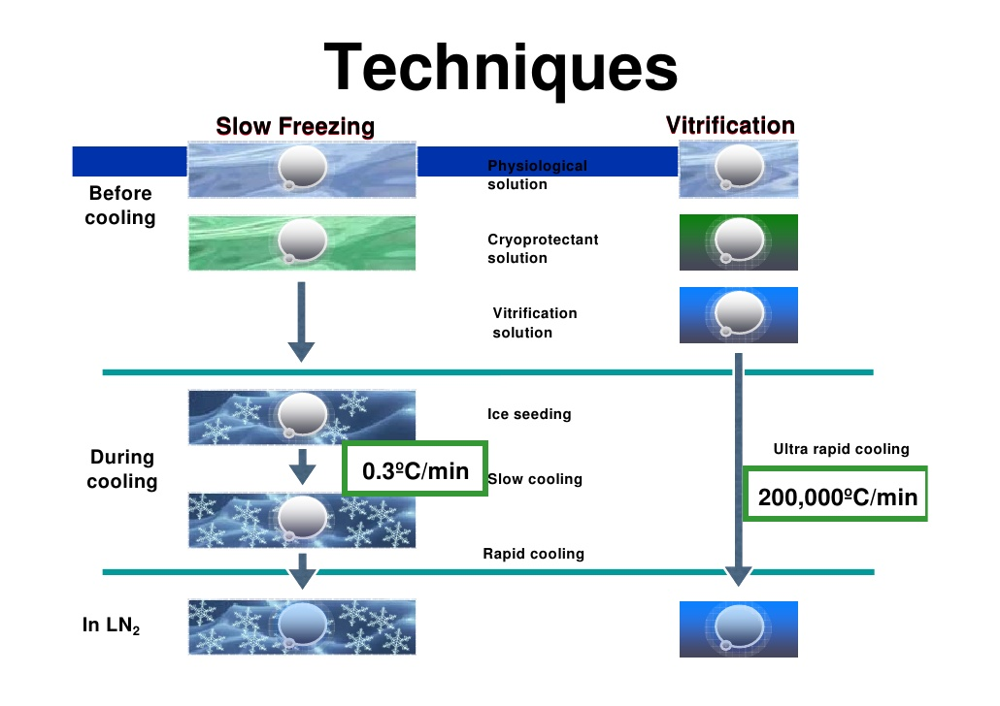 Techniques
Slow Freezing
Vitrification
Physiological
solution
Before
cooling
Cryoprotectant
solution
Vitrification
solution
Ice seeding
During
cooling
Ultra rapid cooling
0.3ºC/min
Slow cooling
200,000ºC/min
Rapid cooling
In LN₂